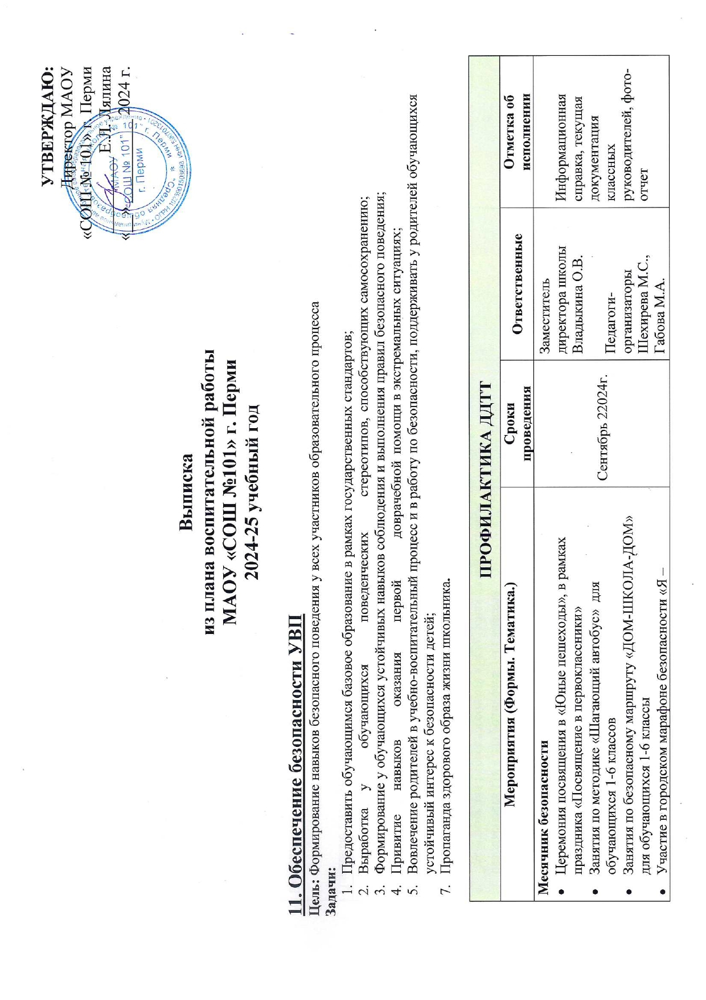 УТВЕРЖДАЮ:
Директор МАОУ
«СОШ № 101» г. Перми
Е.Л. Лялина
« » 2024 г.
МАОУ
"СОШ № 101"
г. Перми
Выписка
из плана воспитательной работы
МАОУ «СОШ №101» г. Перми
2024-25 учебный год
11. Обеспечение безопасности УВП
Цель: Формирование навыков безопасного поведения у всех участников образовательного процесса
Задачи:
1. Предоставить обучающимся базовое образование в рамках государственных стандартов;
2. Выработка у обучающихся поведенческих стереотипов, способствующих самосохранению;
3. Формирование у обучающихся устойчивых навыков соблюдения и выполнения правил безопасного поведения;
4. Привитие навыков оказания первой доврачебной помощи в экстремальных ситуациях;
5. Вовлечение родителей в учебно-воспитательный процесс и в работу по безопасности, поддерживать у родителей обучающихся
устойчивый интерес к безопасности детей;
7. Пропаганда здорового образа жизни школьника.
ПРОФИЛАКТИКА ДДТТ
Мероприятия (Формы. Тематика.)
Сроки
проведения
Ответственные
Отметка об
исполнении
Месячник безопасности
● Церемония посвящения в «Юные пешеходы», в рамках
праздника «Посвящение в первоклассники»
● Занятия по методике «Шагающий автобус» для
обучающихся 1-6 классов
● Занятия по безопасному маршруту «ДОМ-ШКОЛА-ДОМ»
для обучающихся 1-6 классы
● Участие в городском марафоне безопасности «Я –
Сентябрь 22024г.
Заместитель
директора школы
Владыкина О.В.
Педагоги-
организаторы
Шехирева М.С.,
Габова М.А.
Информационная
справка, текущая
документация
классных
руководителей, фото-
отчет